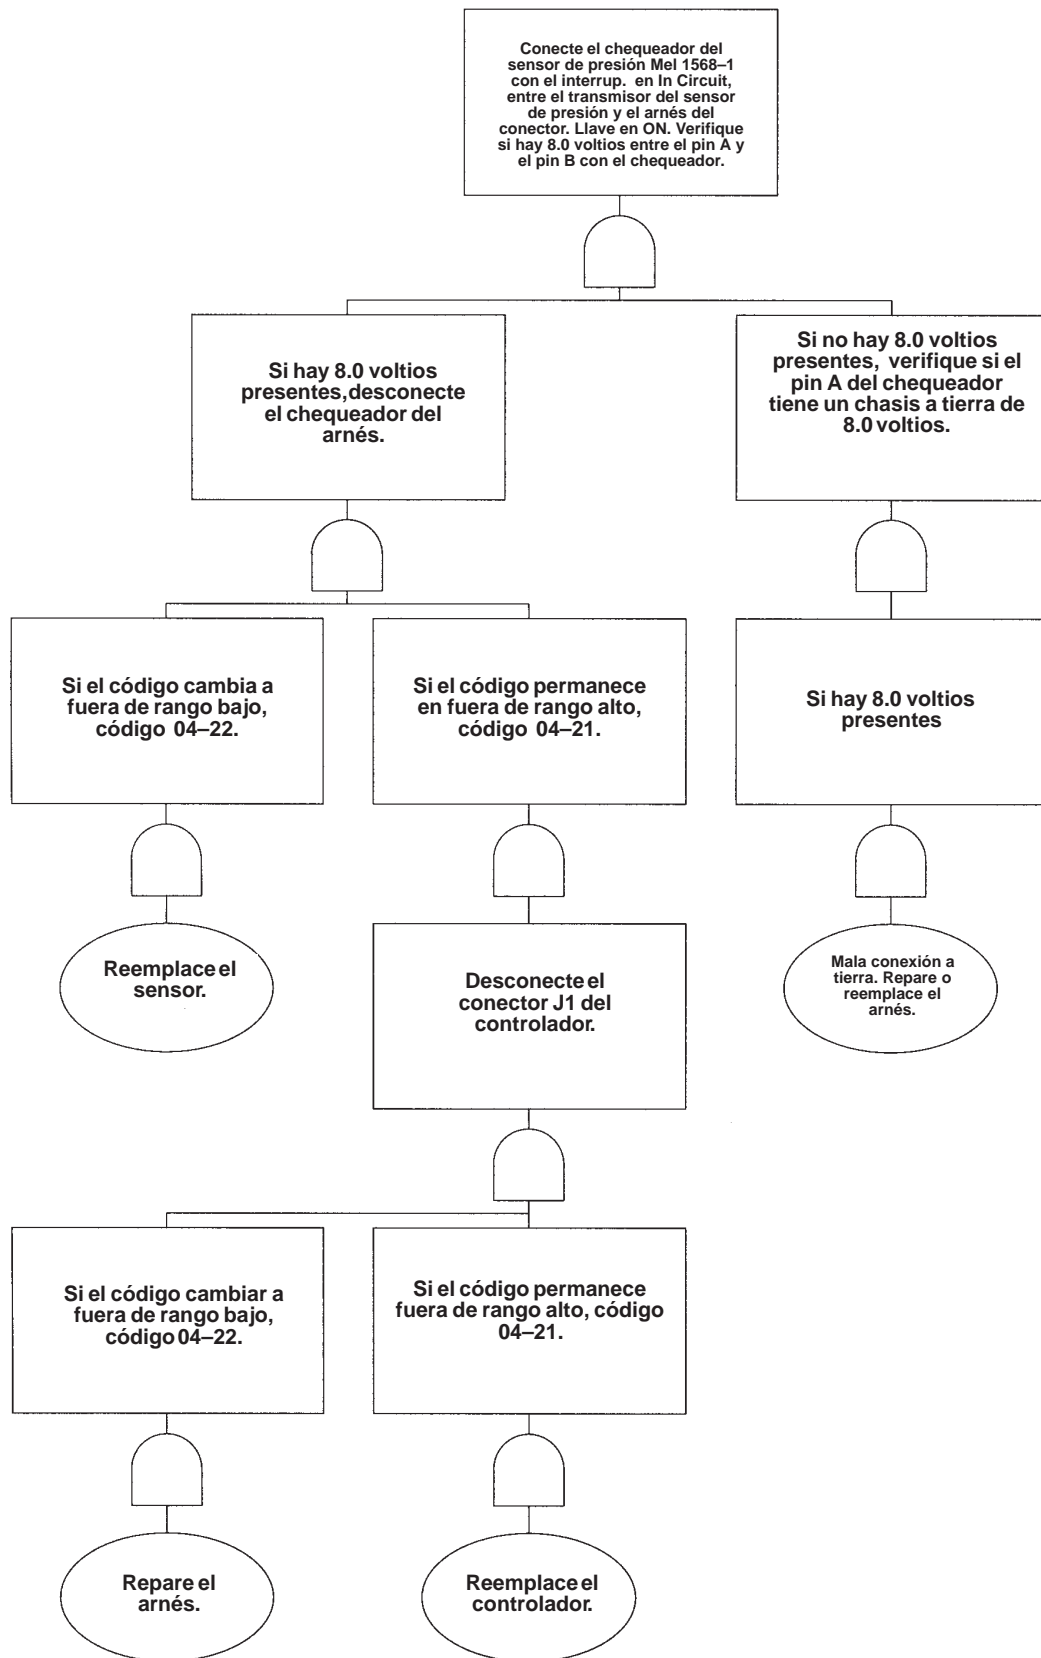 Conecte el chequeador del
sensor de presión Mel 1568–1
con el interrup. en In Circuit,
entre el transmisor del sensor
de presión y el arnés del
conector. Llave en ON. Verifique
si hay 8.0 voltios entre el pin A y
el pin B con el chequeador.
Si hay 8.0 voltios
presentes,desconecte
el chequeador del
arnés.
Si no hay 8.0 voltios
presentes, verifique si el
pin A del chequeador
tiene un chasis a tierra de
8.0 voltios.
Si el código cambia a
fuera de rango bajo,
código 04–22.
Si el código permanece
en fuera de rango alto,
código 04–21.
Si hay 8.0 voltios
presentes
Reemplace el
sensor.
Desconecte el
conector J1 del
controlador.
Mala conexión a
tierra. Repare o
reemplace el
arnés.
Si el código cambiar a
fuera de rango bajo,
código 04–22.
Si el código permanece
fuera de rango alto, código
04–21.
Repare el
arnés.
Reemplace el
controlador.